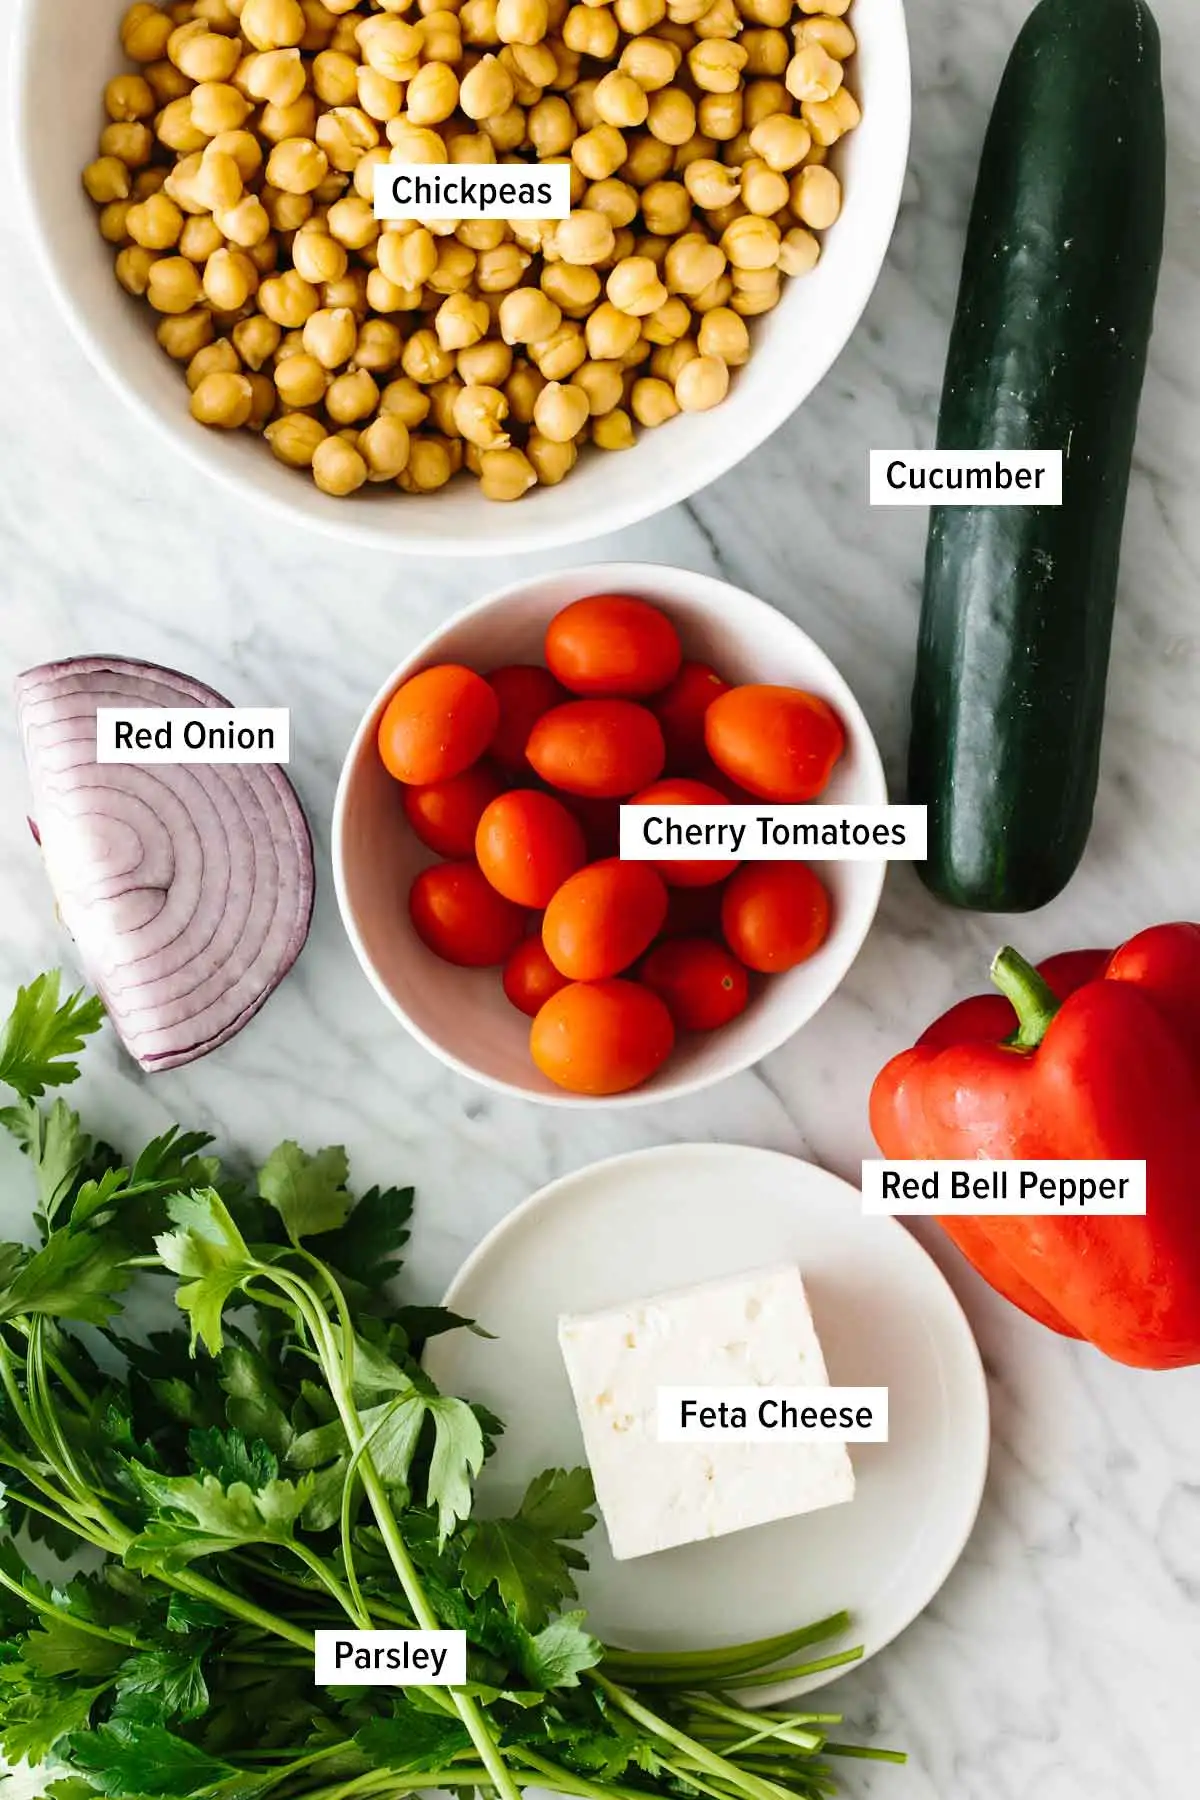 Chickpeas
Cucumber
Red Onion
Cherry Tomatoes
Red Bell Pepper
Feta Cheese
Parsley